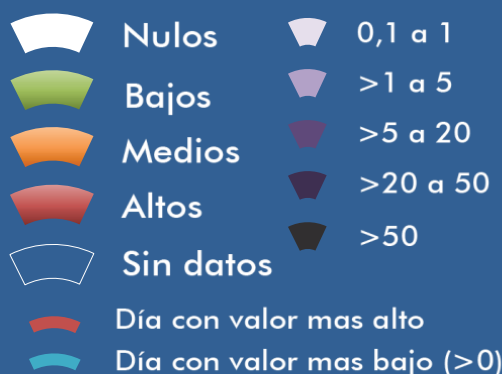 Nulos
Bajos
Medios
Altos
Sin datos
0,1 a 1
>1 a 5
>5 a 20
>20 a 50
>50
Día con valor mas alto
Día con valor mas bajo (>0)